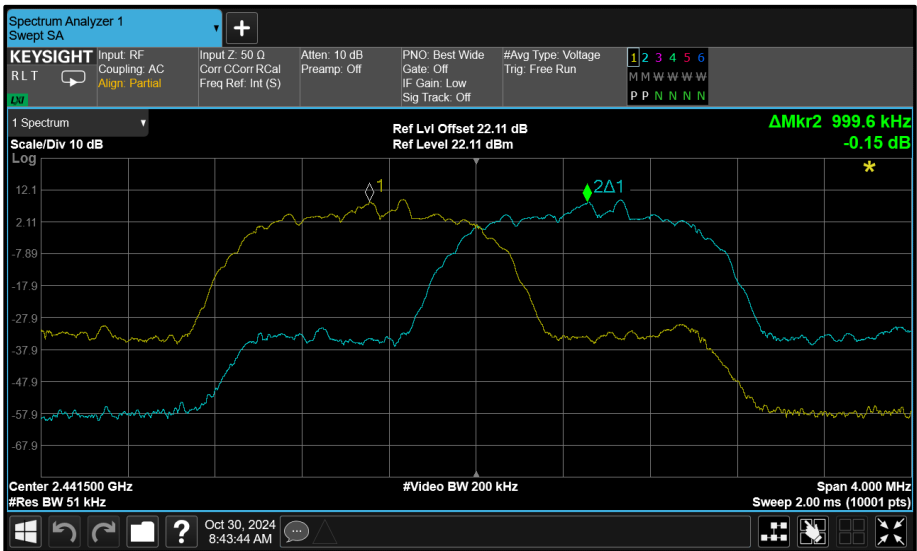 Spectrum Analyzer 1
Swept SA
+
KEYSIGHT
R L T
LXI
Input: RF
Coupling: AC
Align: Partial
Input Z: 50 Ω
Corr CCorr RCal
Freq Ref: Int (S)
Atten: 10 dB
Preamp: Off
PNO: Best Wide
Gate: Off
IF Gain: Low
Sig Track: Off
#Avg Type: Voltage
Trig: Free Run
1 2 3 4 5 6
M M W W W W
P P N N N N
1 Spectrum
Scale/Div 10 dB
Ref Lvl Offset 22.11 dB
Ref Level 22.11 dBm
ΔMkr2 999.6 kHz
-0.15 dB
*
Log
12.1
2.11
-7.89
-17.9
-27.9
-37.9
-47.9
-57.9
-67.9
1
2Δ1
Center 2.441500 GHz
#Video BW 200 kHz
Span 4.000 MHz
#Res BW 51 kHz
Sweep 2.00 ms (10001 pts)
?
Oct 30, 2024
8:43:44 AM